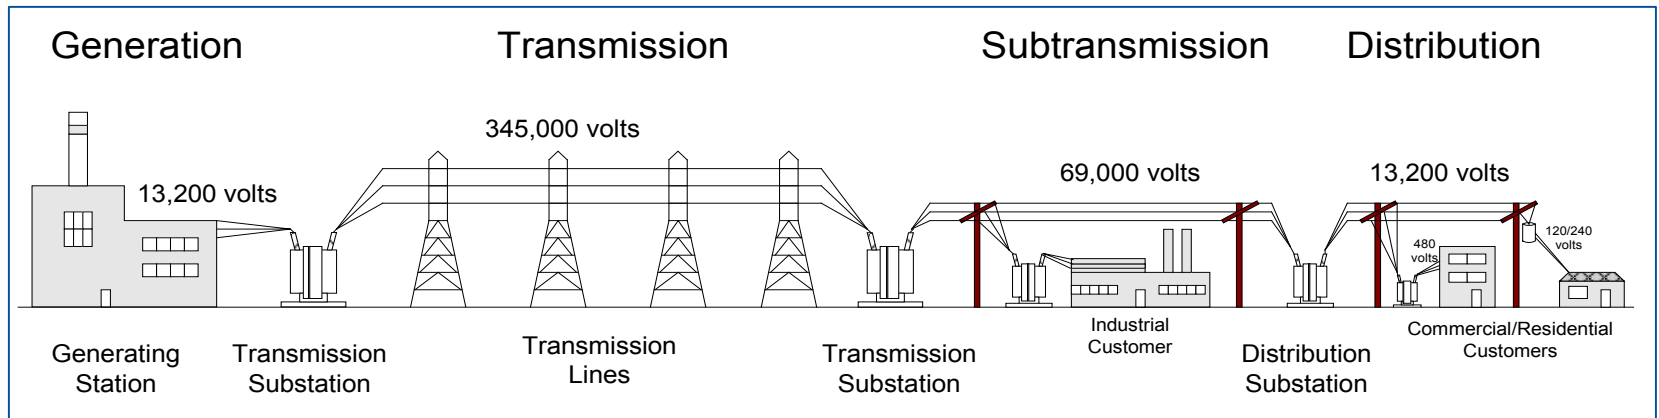 Generation
Transmission
Subtransmission
Distribution
345,000 volts
13,200 volts
69,000 volts
13,200 volts
120/240
volts
480
volts
Generating
Station
Transmission
Substation
Transmission
Lines
Transmission
Substation
Industrial
Customer
Distribution
Substation
Commercial/Residential
Customers